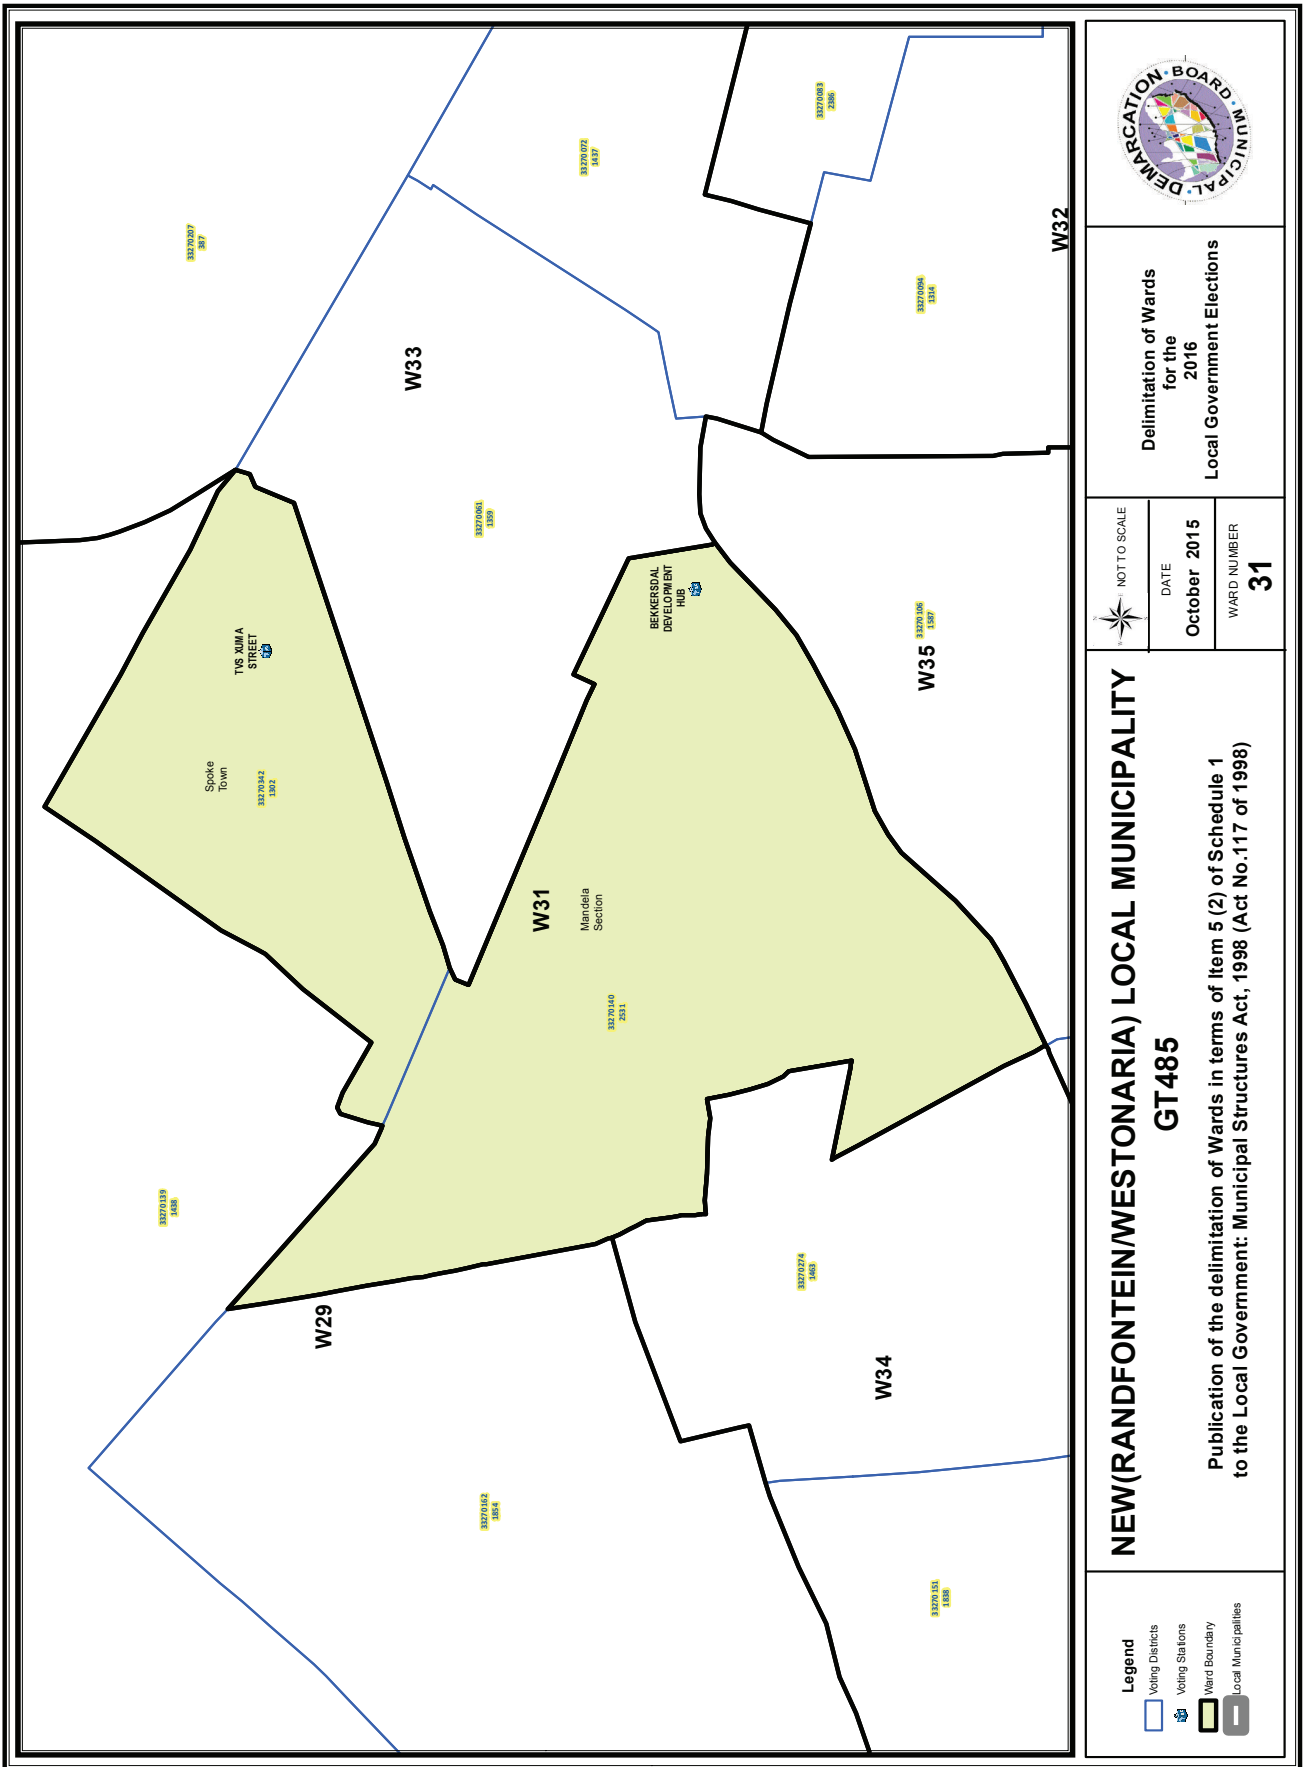 33270207
387
33270072
1437
33270083
2386
33270094
1314
W32
W33
33270061
1359
TVS XUMA
STREET
Spoke
Town
33270342
1302
BEKKERSDAL
DEVELOPMENT
HUB
33270106
1587
W35
W31
Mandela
Section
33270140
2531
33270139
1438
W29
33270274
1463
W34
33270162
1854
33270151
1838
Legend
Voting Districts
Voting Stations
Ward Boundary
Local Municipalities
NEW(RANDFONTEIN/WESTONARIA) LOCAL MUNICIPALITY
GT485
Publication of the delimitation of Wards in terms of Item 5 (2) of Schedule 1
to the Local Government: Municipal Structures Act, 1998 (Act No.117 of 1998)
NOT TO SCALE
DATE
October 2015
WARD NUMBER
31
Delimitation of Wards
for the
2016
Local Government Elections
MUNICIPAL DEMARCATION BOARD